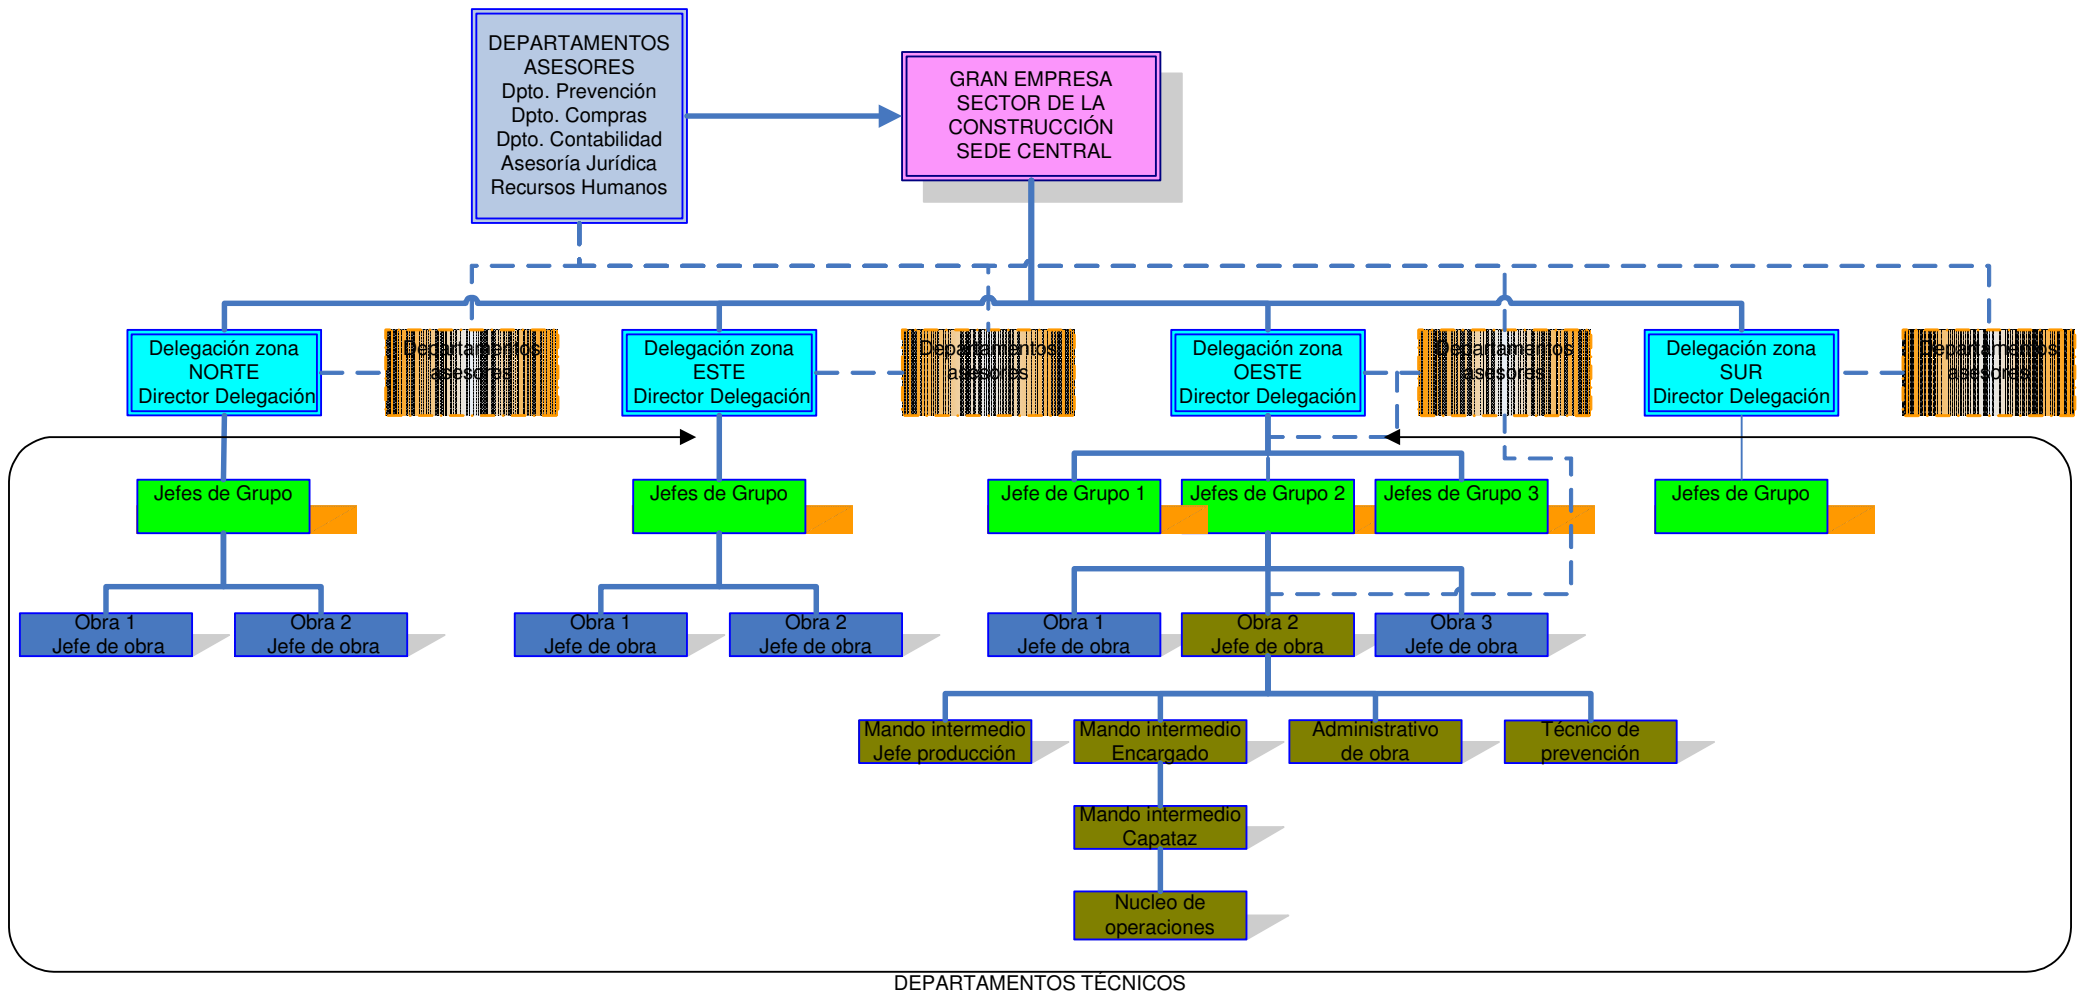 DEPARTAMENTOS
ASESORES
Dpto. Prevención
Dpto. Compras
Dpto. Contabilidad
Asesoría Jurídica
Recursos Humanos
GRAN EMPRESA
SECTOR DE LA
CONSTRUCCIÓN
SEDE CENTRAL
Delegación zona
NORTE
Director Delegación
Departamentos
asesores
Delegación zona
ESTE
Director Delegación
Departamentos
asesores
Delegación zona
OESTE
Director Delegación
Departamentos
asesores
Delegación zona
SUR
Director Delegación
Departamentos
asesores
Jefes de Grupo
Jefes de Grupo
Jefe de Grupo 1
Jefes de Grupo 2
Jefes de Grupo 3
Jefes de Grupo
Obra 1
Jefe de obra
Obra 2
Jefe de obra
Obra 1
Jefe de obra
Obra 2
Jefe de obra
Obra 1
Jefe de obra
Obra 2
Jefe de obra
Obra 3
Jefe de obra
Mando intermedio
Jefe producción
Mando intermedio
Encargado
Administrativo
de obra
Técnico de
prevención
Mando intermedio
Capataz
Nucleo de
operaciones
DEPARTAMENTOS TÉCNICOS